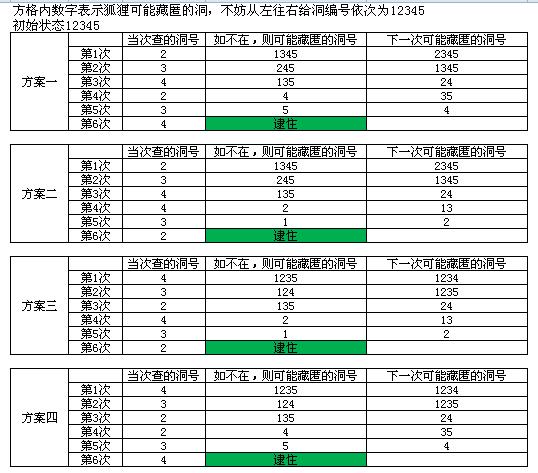 方格内数字表示狐狸可能藏匿的洞，不妨从左往右给洞编号依次为12345
初始状态12345
当次查的洞号 如不在，则可能藏匿的洞号 下一次可能藏匿的洞号
方案一
第1次 2 1345 2345
第2次 3 245 1345
第3次 4 135 24
第4次 2 4 35
第5次 3 5 4
第6次 4 逮住
当次查的洞号 如不在，则可能藏匿的洞号 下一次可能藏匿的洞号
方案二
第1次 2 1345 2345
第2次 3 245 1345
第3次 4 135 24
第4次 4 2 13
第5次 3 1 2
第6次 2 逮住
当次查的洞号 如不在，则可能藏匿的洞号 下一次可能藏匿的洞号
方案三
第1次 4 1235 1234
第2次 3 124 1235
第3次 2 135 24
第4次 4 2 13
第5次 3 1 2
第6次 2 逮住
当次查的洞号 如不在，则可能藏匿的洞号 下一次可能藏匿的洞号
方案四
第1次 4 1235 1234
第2次 3 124 1235
第3次 2 135 24
第4次 2 4 35
第5次 3 5 4
第6次 4 逮住